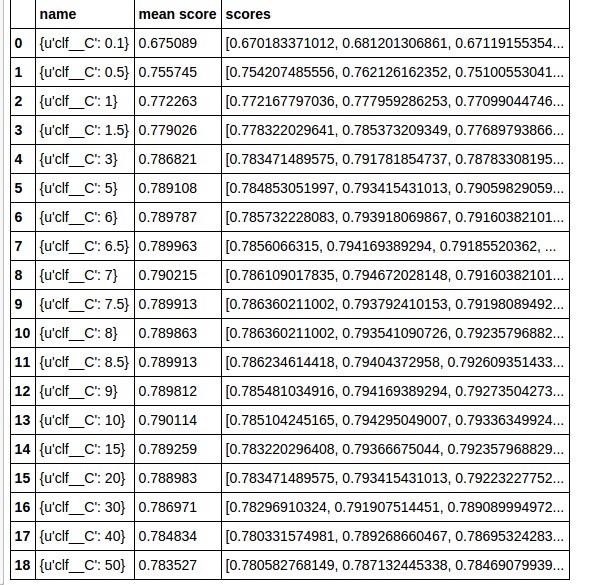 name mean score scores
0 {u'clf__C': 0.1} 0.675089 [0.670183371012, 0.681201306861, 0.67119155354...
1 {u'clf__C': 0.5} 0.755745 [0.754207485556, 0.762126162352, 0.75100553041...
2 {u'clf__C': 1} 0.772263 [0.772167797036, 0.777959286253, 0.77099044746...
3 {u'clf__C': 1.5} 0.779026 [0.778322029641, 0.785373209349, 0.77689793866...
4 {u'clf__C': 3} 0.786821 [0.783471489575, 0.791781854737, 0.78783308195...
5 {u'clf__C': 5} 0.789108 [0.784853051997, 0.793415431013, 0.79059829059...
6 {u'clf__C': 6} 0.789787 [0.785732228083, 0.793918069867, 0.79160382101...
7 {u'clf__C': 6.5} 0.789963 [0.7856066315, 0.794169389294, 0.79185520362, ...
8 {u'clf__C': 7} 0.790215 [0.786109017835, 0.794672028148, 0.79160382101...
9 {u'clf__C': 7.5} 0.789913 [0.786360211002, 0.793792410153, 0.79198089492...
10 {u'clf__C': 8} 0.789863 [0.786360211002, 0.793541090726, 0.79235796882...
11 {u'clf__C': 8.5} 0.789913 [0.786234614418, 0.79404372958, 0.792609351433...
12 {u'clf__C': 9} 0.789812 [0.785481034916, 0.794169389294, 0.79273504273...
13 {u'clf__C': 10} 0.790114 [0.785104245165, 0.794295049007, 0.79336349924...
14 {u'clf__C': 15} 0.789259 [0.783220296408, 0.79366675044, 0.792357968829...
15 {u'clf__C': 20} 0.788983 [0.783471489575, 0.793415431013, 0.79223227752...
16 {u'clf__C': 30} 0.786971 [0.78296910324, 0.791907514451, 0.789089994972...
17 {u'clf__C': 40} 0.784834 [0.780331574981, 0.789268660467, 0.78695324283...
18 {u'clf__C': 50} 0.783527 [0.780582768149, 0.787132445338, 0.78469079939...